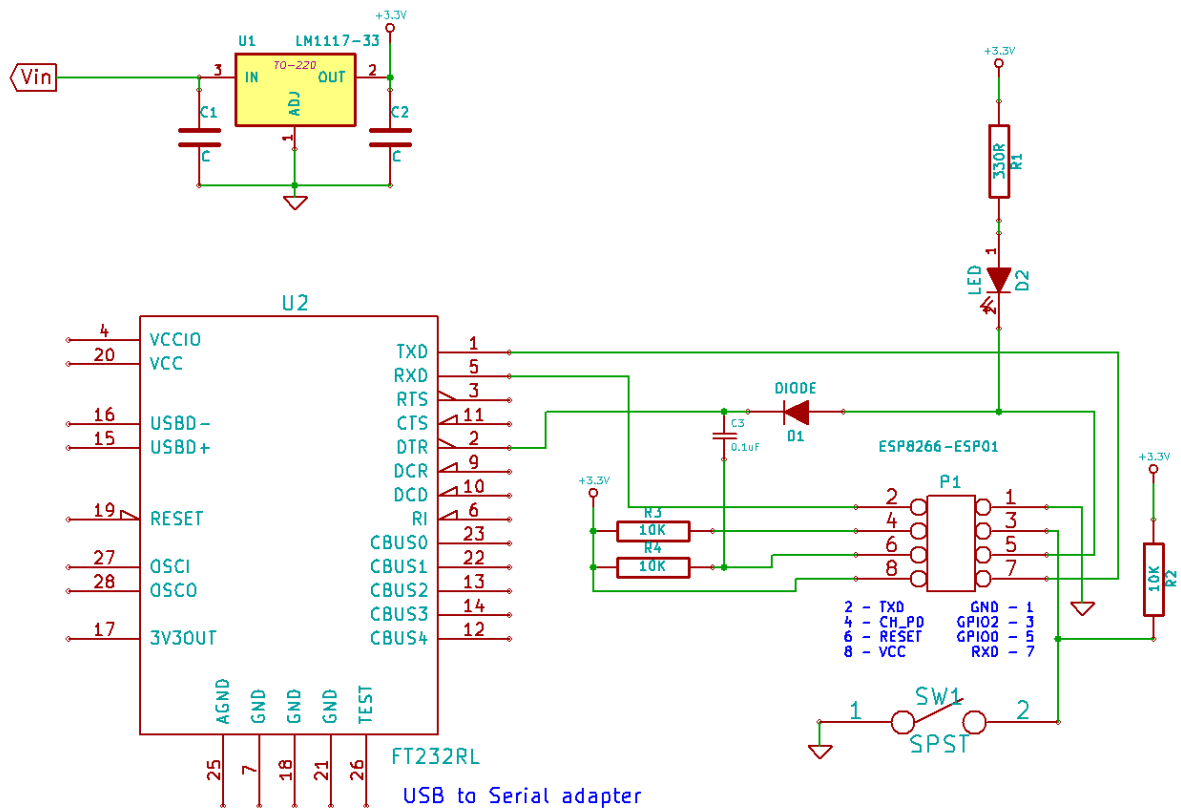 +3.3V
U1 LM1117-33
TO-220
Vin
3 IN OUT 2
ADJ
1
C1
C
C2
C
+3.3V
330R
R1
1
LED
D2
2
U2
4 VCCIO
20 VCC
16 USBD-
15 USBD+
19 RESET
27 OSCI
28 OSCO
17 3V3OUT
TXD 1
RXD 5
RTS 3
CTS 11
DTR 2
DCR 9
DCD 10
RI 6
CBUS0 23
CBUS1 22
CBUS2 13
CBUS3 14
CBUS4 12
AGND
GND
GND
GND
TEST
25
7
18
21
26
FT232RL
USB to Serial adapter
DIODE
D1
C3
0.1uF
+3.3V
R3
10K
R4
10K
ESP8266-ESP01
P1
2 1
4 3
6 5
8 7
2 - TXD GND - 1
4 - CH_PD GPIO2 - 3
6 - RESET GPIO0 - 5
8 - VCC RXD - 7
+3.3V
10K
R2
SW1
1 2
SPST